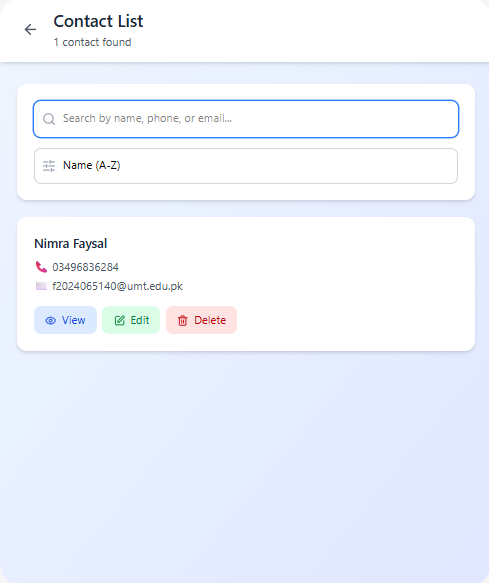 Contact List
1 contact found
Search by name, phone, or email...
Name (A-Z)
Nimra Faysal
03496836284
f2024065140@umt.edu.pk
View
Edit
Delete